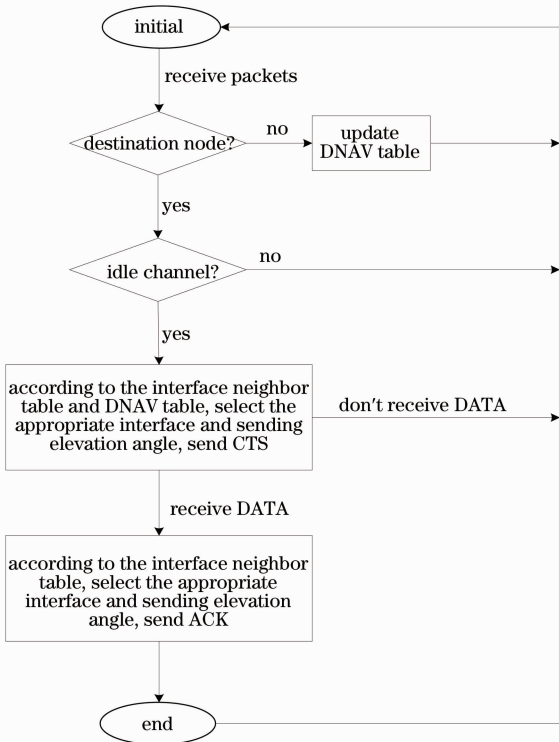 initial
receive packets
destination node?
no
update
DNAV table
yes
idle channel?
no
yes
according to the interface neighbor
table and DNAV table, select the
appropriate interface and sending
elevation angle, send CTS
don't receive DATA
receive DATA
according to the interface neighbor
table, select the appropriate
interface and sending elevation
angle, send ACK
end